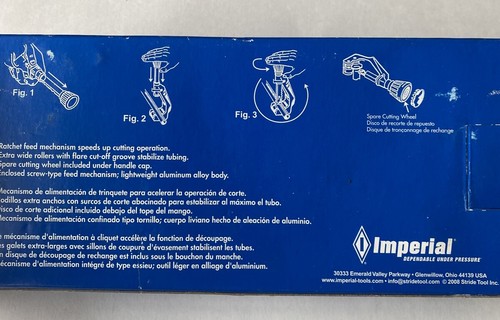 Fig. 1
Fig. 2
Fig. 3
Spare Cutting Wheel
Disco de recorte de repuesto
Disque de tranconnage de rechange
Ratchet feed mechanism speeds up cutting operation.
Extra wide rollers with flare cut-off groove stabilize tubing.
Spare cutting wheel included under handle cap.
Enclosed screw-type feed mechanism; lightweight aluminum alloy body.
Mecanismo de alimentación de trinquete para acelerar la operación de corte.
Rodillos extra anchos con surcos de corte abocinado para estabilizar al máximo el tubo.
Disco de corte adicional incluido debajo del tope del mango.
Mecanismo de alimentación confinado tipo tornillo; cuerpo liviano hecho de aleación de aluminio.
Le mécanisme d'alimentation à cliquet accélère la fonction de découpage.
Les galets extra-larges avec sillons de coupure d'évasement stabilisent les tubes.
Un disque de découpage de rechange est inclus sous le bouchon du manche.
Mécanisme d'alimentation intégré de type essieu; outil léger en alliage d'aluminium.
Imperial
DEPENDABLE UNDER PRESSURE
30333 Emerald Valley Parkway • Glenwillow, Ohio 44139 USA
www.imperial-tools.com • info@stridetool.com © 2008 Stride Tool Inc.